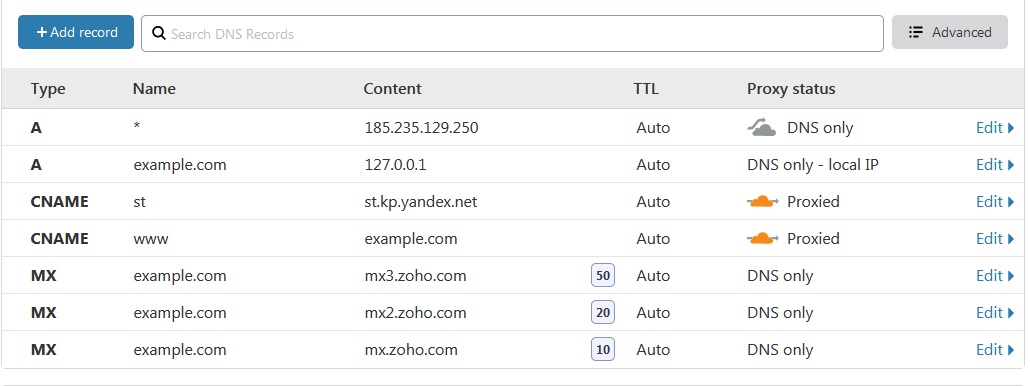 + Add record Search DNS Records Advanced
Type Name Content TTL Proxy status
A * 185.235.129.250 Auto DNS only Edit
A example.com 127.0.0.1 Auto DNS only - local IP Edit
CNAME st st.kp.yandex.net Auto Proxied Edit
CNAME www example.com Auto Proxied Edit
MX example.com mx3.zoho.com 50 Auto DNS only Edit
MX example.com mx2.zoho.com 20 Auto DNS only Edit
MX example.com mx.zoho.com 10 Auto DNS only Edit